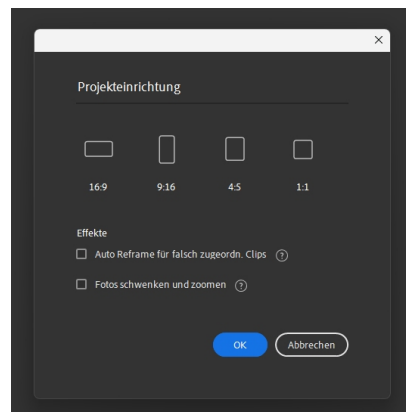 Projekteinrichtung
16:9 9:16 4:5 1:1
Effekte
Auto Reframe für falsch zugeordn. Clips ?
Fotos schwenken und zoomen ?
OK Abbrechen